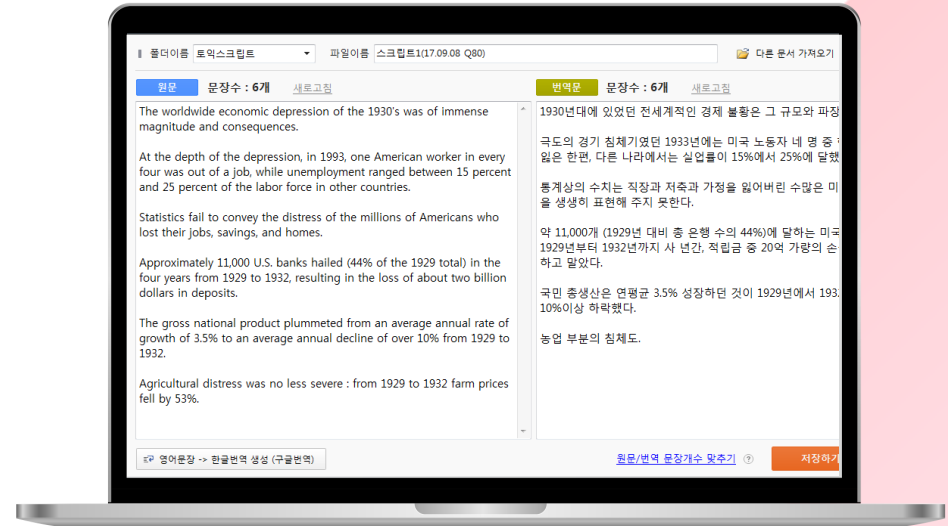 폴더이름 토익스크립트 파일이름 스크립트1(17.09.08 Q80) 다른 문서 가져오기
원문 문장수 : 6개 새로고침
The worldwide economic depression of the 1930's was of immense
magnitude and consequences.
At the depth of the depression, in 1993, one American worker in every
four was out of a job, while unemployment ranged between 15 percent
and 25 percent of the labor force in other countries.
Statistics fail to convey the distress of the millions of Americans who
lost their jobs, savings, and homes.
Approximately 11,000 U.S. banks hailed (44% of the 1929 total) in the
four years from 1929 to 1932, resulting in the loss of about two billion
dollars in deposits.
The gross national product plummeted from an average annual rate of
growth of 3.5% to an average annual decline of over 10% from 1929 to
1932.
Agricultural distress was no less severe : from 1929 to 1932 farm prices
fell by 53%.
번역문 문장수 : 6개 새로고침
1930년대에 있었던 전세계적인 경제 불황은 그 규모와 파장
극도의 경기 침체기였던 1933년에는 미국 노동자 네 명 중
잃은 한편, 다른 나라에서는 실업률이 15%에서 25%에 달했
통계상의 수치는 직장과 저축과 가정을 잃어버린 수많은 미
을 생생히 표현해 주지 못한다.
약 11,000개 (1929년 대비 총 은행 수의 44%)에 달하는 미국
1929년부터 1932년까지 사 년간, 적립금 중 20억 가량의 손
하고 말았다.
국민 총생산은 연평균 3.5% 성장하던 것이 1929년에서 193
10%이상 하락했다.
농업 부분의 침체도.
영어문장 -> 한글번역 생성 (구글번역)
원문/번역 문장개수 맞추기 ? 저장하기